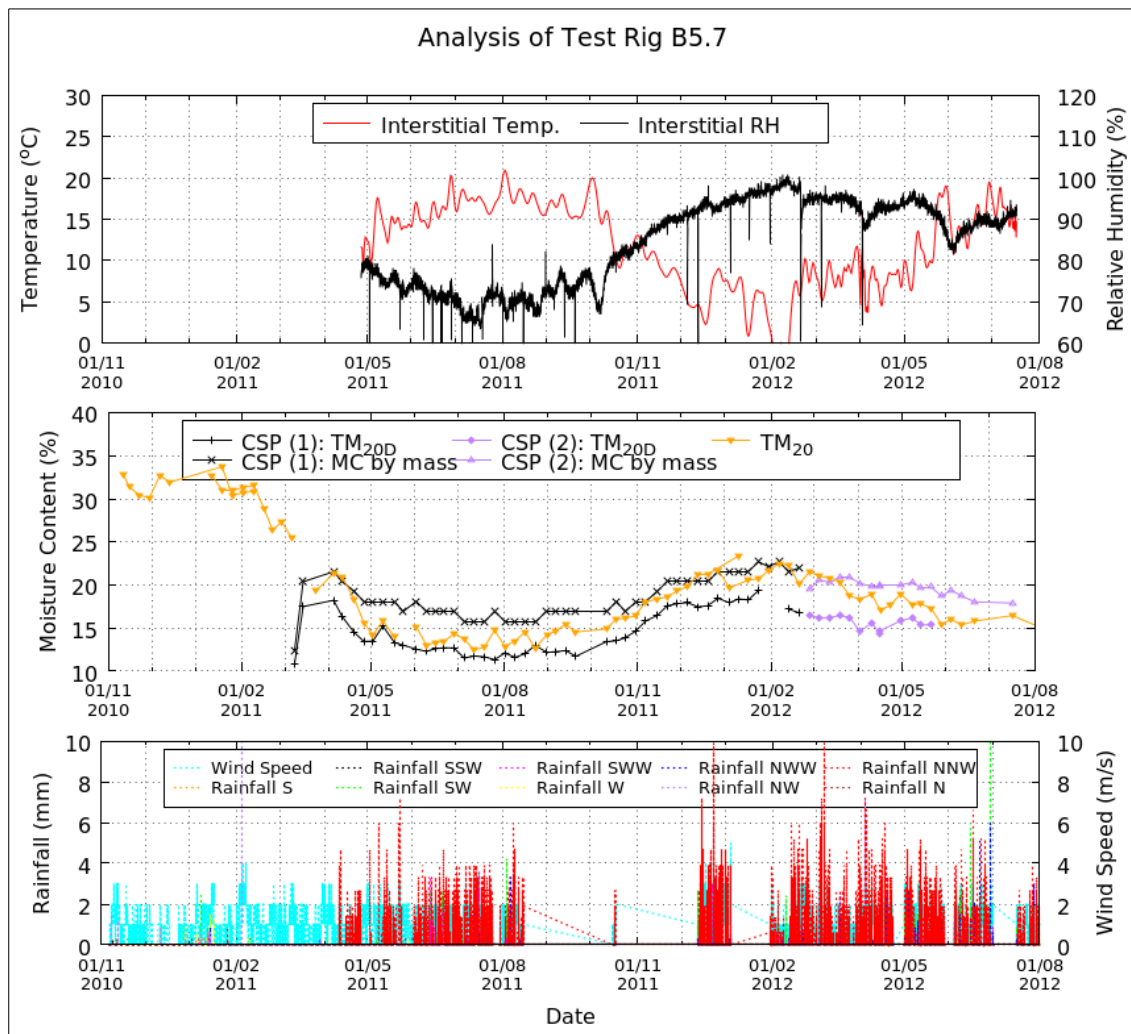 Analysis of Test Rig B5.7
Temperature (°C)
30
25
20
15
10
5
0
Interstitial Temp. Interstitial RH
120
110
100
90
80
70
60
Relative Humidity (%)
01/11 01/02 01/05 01/08 01/11 01/02 01/05 01/08
2010 2011 2011 2011 2011 2012 2012 2012
Moisture Content (%)
40
35
30
25
20
15
10
CSP (1): TM20D CSP (2): TM20D TM20
CSP (1): MC by mass CSP (2): MC by mass
01/11 01/02 01/05 01/08 01/11 01/02 01/05 01/08
2010 2011 2011 2011 2011 2012 2012 2012
Rainfall (mm)
10
8
6
4
2
0
Wind Speed Rainfall SSW Rainfall SWW Rainfall NWW Rainfall NNW
Rainfall S Rainfall SW Rainfall W Rainfall NW Rainfall N
10
8
6
4
2
0
Wind Speed (m/s)
01/11 01/02 01/05 01/08 01/11 01/02 01/05 01/08
2010 2011 2011 2011 2011 2012 2012 2012
Date